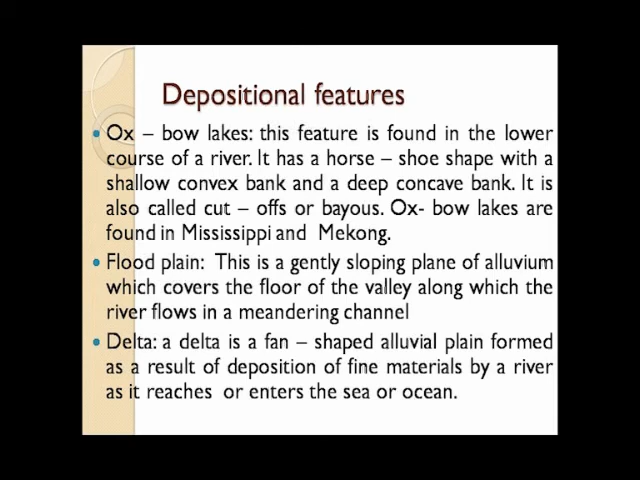 Depositional features
• Ox – bow lakes: this feature is found in the lower
course of a river. It has a horse – shoe shape with a
shallow convex bank and a deep concave bank. It is
also called cut – offs or bayous. Ox- bow lakes are
found in Mississippi and Mekong.
• Flood plain: This is a gently sloping plane of alluvium
which covers the floor of the valley along which the
river flows in a meandering channel
• Delta: a delta is a fan – shaped alluvial plain formed
as a result of deposition of fine materials by a river
as it reaches or enters the sea or ocean.